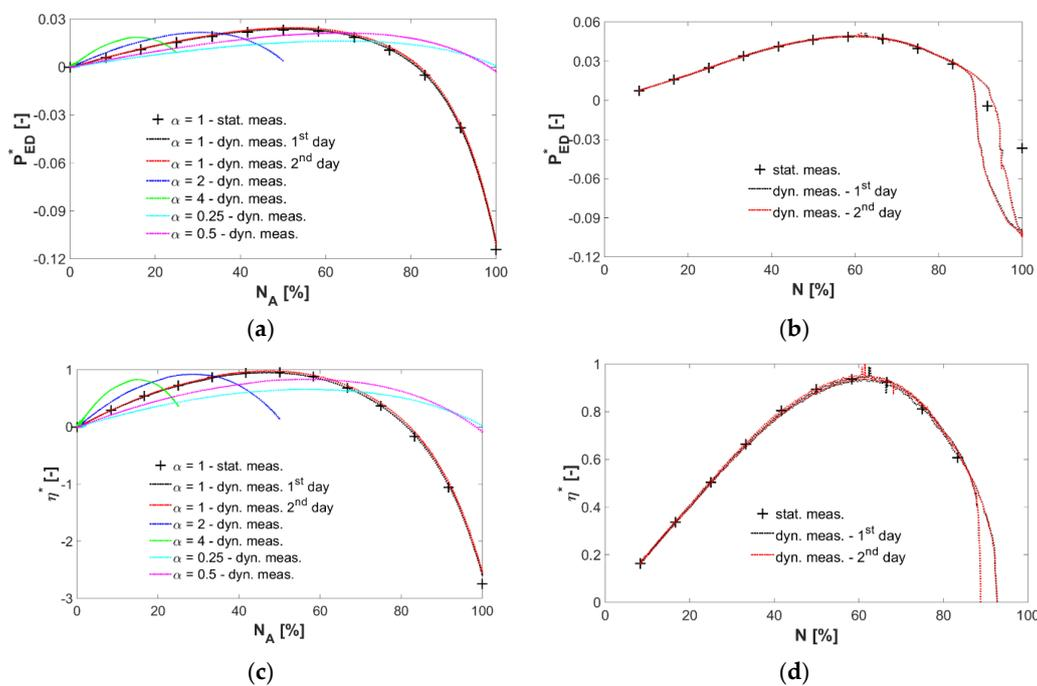 0.03
0
-0.03
-0.06
-0.09
-0.12
P*ED [-]
α = 1 - stat. meas.
α = 1 - dyn. meas. 1st day
α = 1 - dyn. meas. 2nd day
α = 2 - dyn. meas.
α = 4 - dyn. meas.
α = 0.25 - dyn. meas.
α = 0.5 - dyn. meas.
0 20 40 60 80 100
NA [%]
(a)
0.06
0.03
0
-0.03
-0.06
-0.09
-0.12
P*ED [-]
stat. meas.
dyn. meas. - 1st day
dyn. meas. - 2nd day
0 20 40 60 80 100
N [%]
(b)
1
0
-1
-2
-3
η* [-]
α = 1 - stat. meas.
α = 1 - dyn. meas. 1st day
α = 1 - dyn. meas. 2nd day
α = 2 - dyn. meas.
α = 4 - dyn. meas.
α = 0.25 - dyn. meas.
α = 0.5 - dyn. meas.
0 20 40 60 80 100
NA [%]
(c)
1
0.8
0.6
0.4
0.2
0
η* [-]
stat. meas.
dyn. meas. - 1st day
dyn. meas. - 2nd day
0 20 40 60 80 100
N [%]
(d)